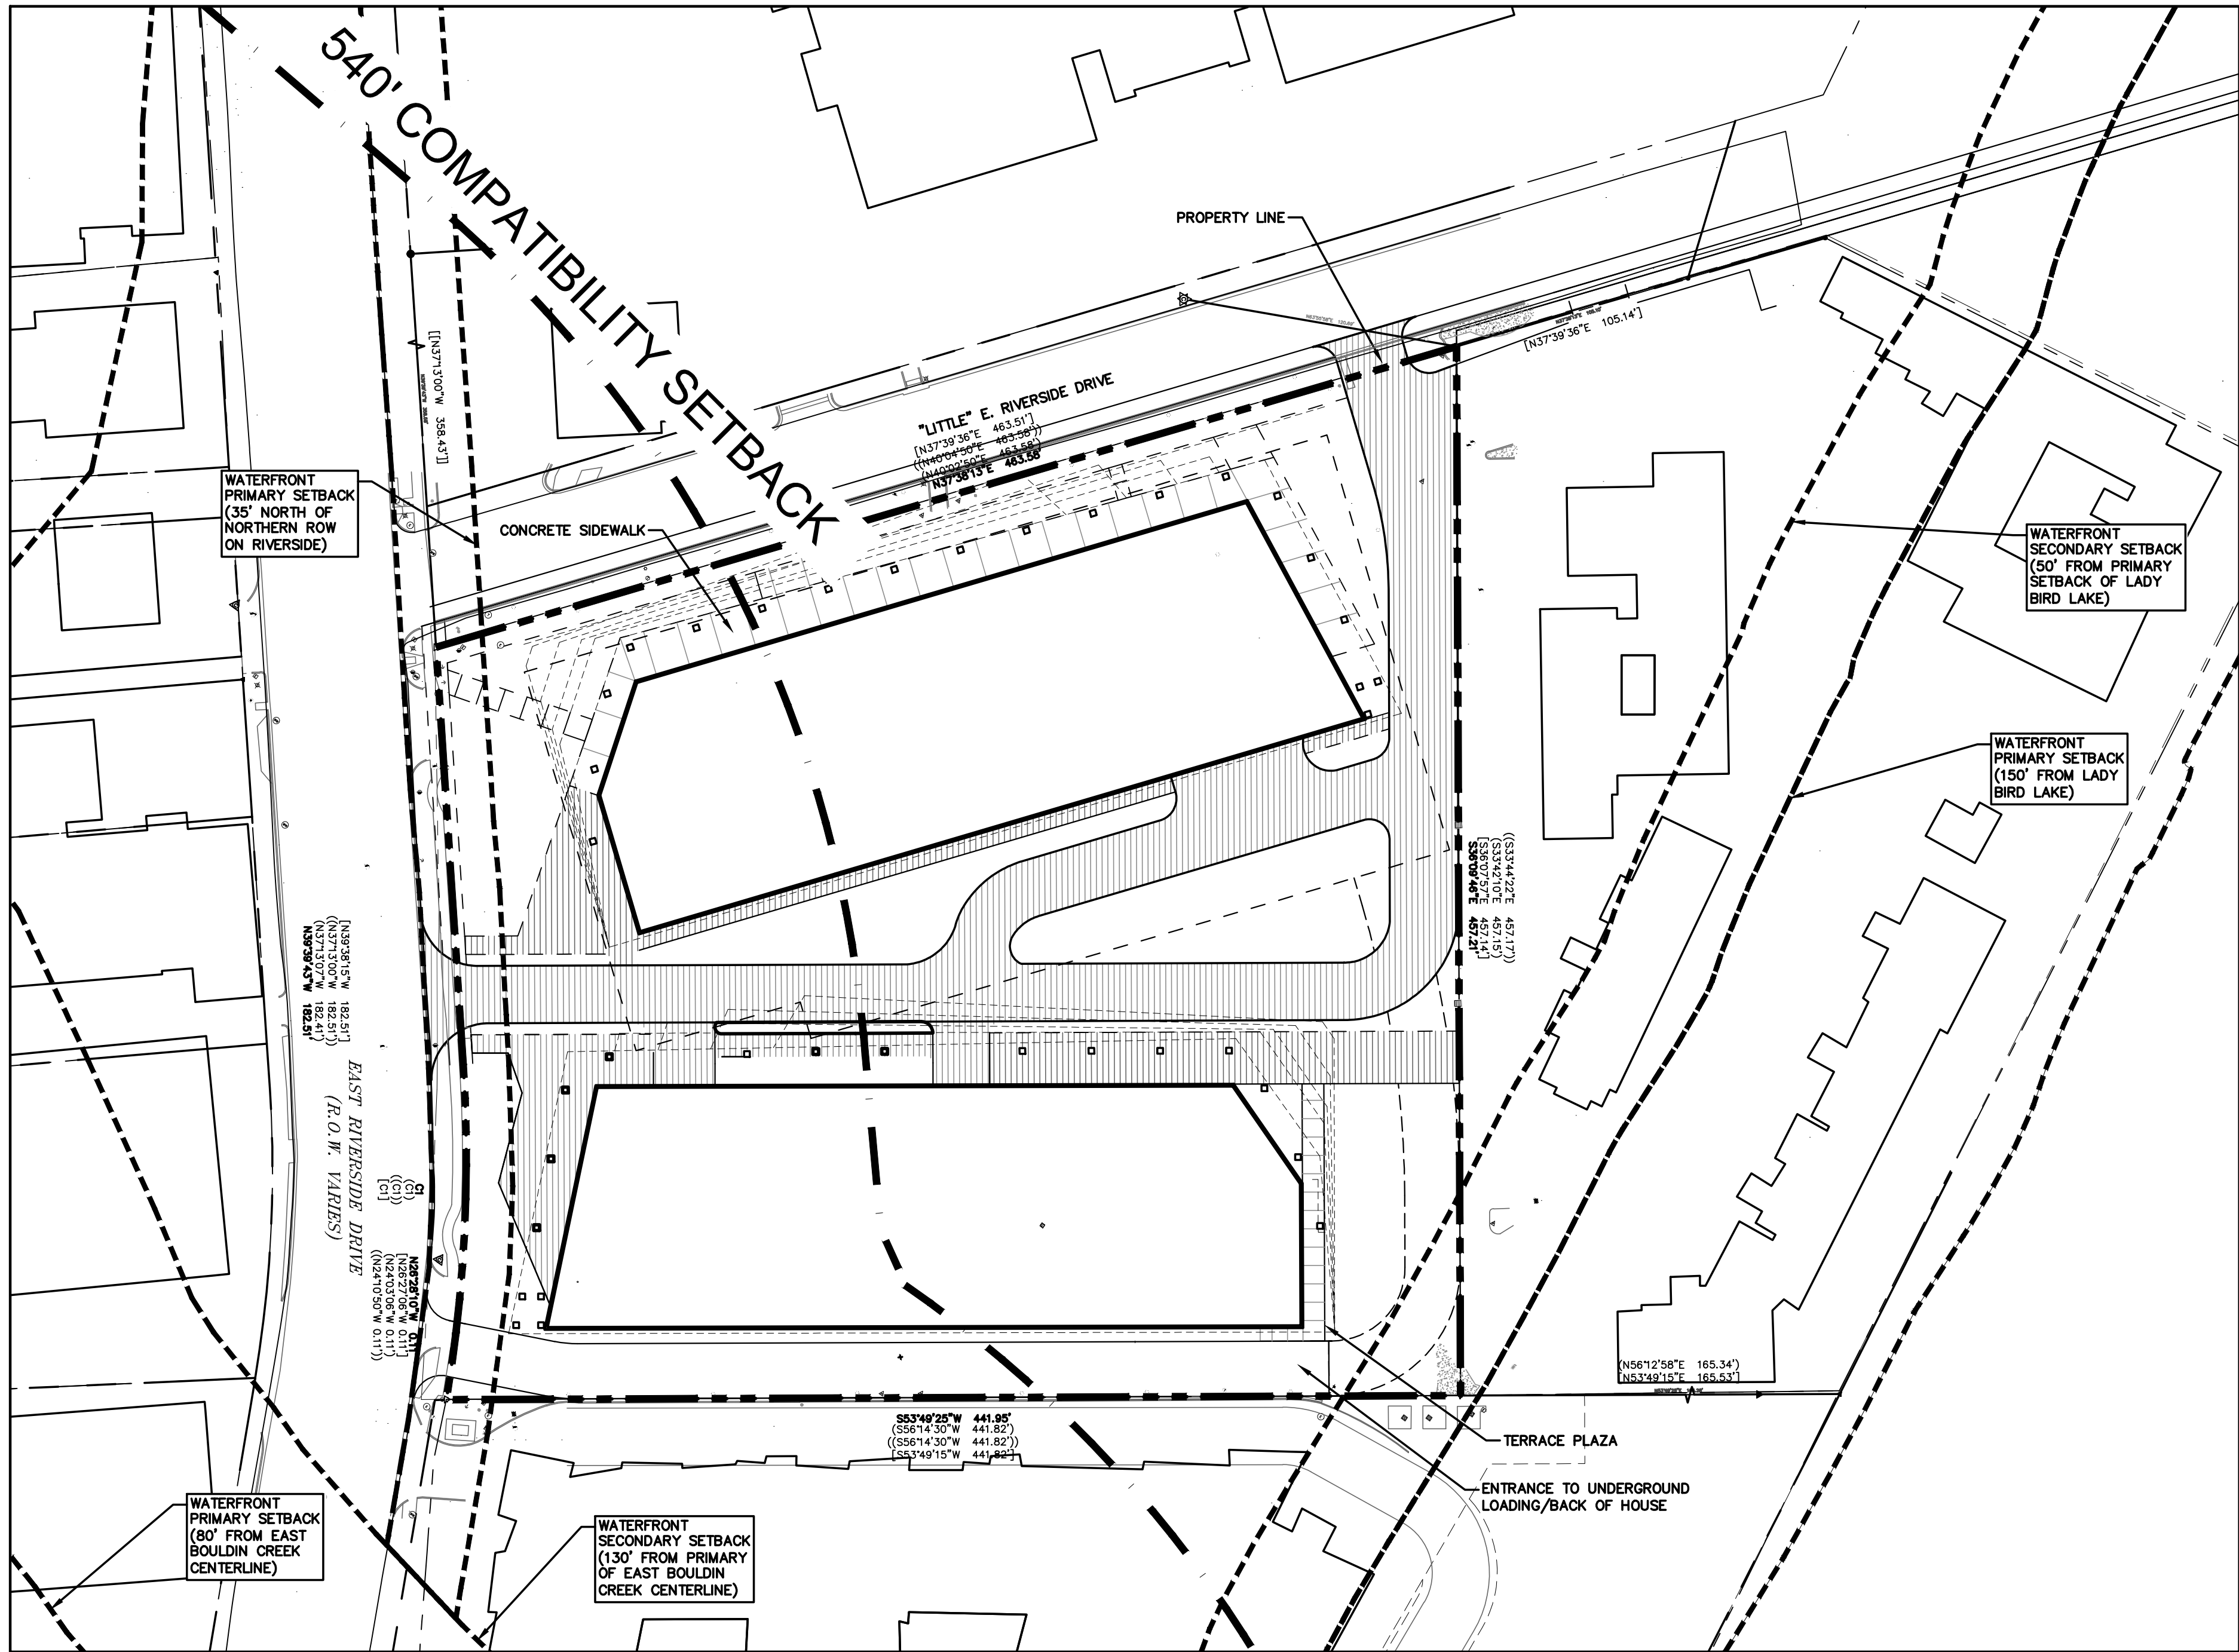 540' COMPATIBILITY SETBACK
PROPERTY LINE
[N37°39'36"E 105.14']
[[N37°13'00"W 358.43']]
"LITTLE" E. RIVERSIDE DRIVE
[N37°39'36"E 463.51']
((N40°04'50"E 463.58'))
(N40°02'50"E 463.58')
N37°38'13"E 463.58'
WATERFRONT
PRIMARY SETBACK
(35' NORTH OF
NORTHERN ROW
ON RIVERSIDE)
CONCRETE SIDEWALK
WATERFRONT
SECONDARY SETBACK
(50' FROM PRIMARY
SETBACK OF LADY
BIRD LAKE)
WATERFRONT
PRIMARY SETBACK
(150' FROM LADY
BIRD LAKE)
((S33°44'22"E 457.17'))
(S33°42'10"E 457.15')
[S36°07'57"E 457.14']
S36°09'46"E 457.21'
[N39°38'15"W 182.51']
((N37°13'00"W 182.51'))
(N37°13'07"W 182.41')
N39°39'43"W 182.51'
EAST RIVERSIDE DRIVE
(R.O.W. VARIES)
C1
(C1)
((C1))
[C1]
N26°28'10"W 0.11'
[N26°27'06"W 0.11']
(N24°03'06"W 0.11')
((N24°10'50"W 0.11'))
(N56°12'58"E 165.34')
[N53°49'15"E 165.53']
S53°49'25"W 441.95'
(S56°14'30"W 441.82')
((S56°14'30"W 441.82'))
[S53°49'15"W 441.82']
TERRACE PLAZA
ENTRANCE TO UNDERGROUND
LOADING/BACK OF HOUSE
WATERFRONT
PRIMARY SETBACK
(80' FROM EAST
BOULDIN CREEK
CENTERLINE)
WATERFRONT
SECONDARY SETBACK
(130' FROM PRIMARY
OF EAST BOULDIN
CREEK CENTERLINE)